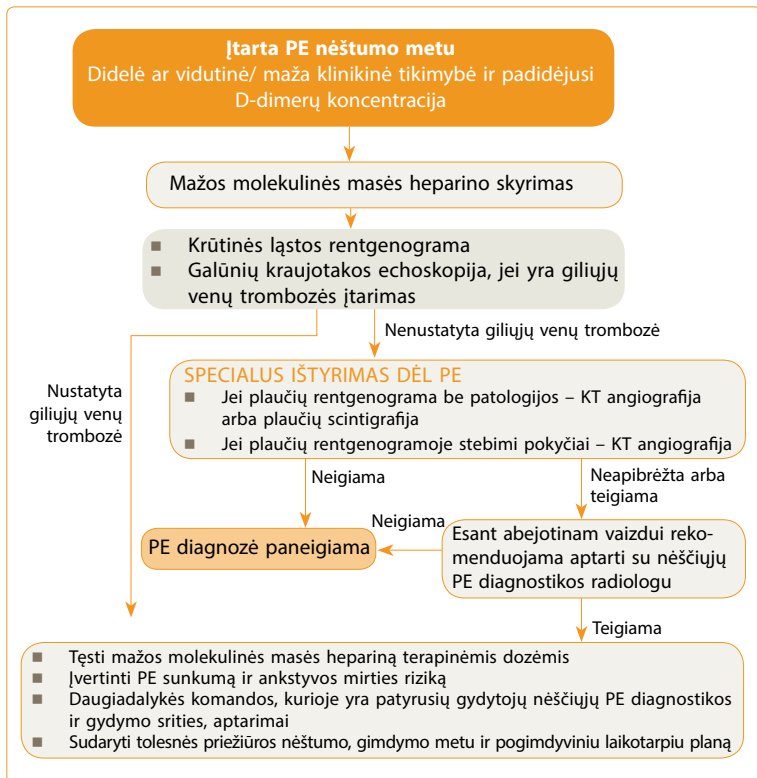 Įtarta PE nėštumo metu
Didelė ar vidutinė/ maža klinikinė tikimybė ir padidėjusi
D-dimerų koncentracija
Mažos molekulinės masės heparino skyrimas
Krūtinės ląstos rentgenograma
Galūnių kraujotakos echoskopija, jei yra giliųjų
venų trombozės įtarimas
Nenustatyta giliųjų venų trombozė
Nustatyta
giliųjų venų
trombozė
SPECIALUS IŠTYRIMAS DĖL PE
Jei plaučių rentgenograma be patologijos – KT angiografija
arba plaučių scintigrafija
Jei plaučių rentgenogramoje stebimi pokyčiai – KT angiografija
Neigiama
Neapibrėžta arba
teigiama
PE diagnozė paneigiama
Neigiama
Esant abejotinam vaizdui reko-
menduojama aptarti su nėščiųjų
PE diagnostikos radiologu
Teigiama
Tęsti mažos molekulinės masės hepariną terapinėmis dozėmis
Įvertinti PE sunkumą ir ankstyvos mirties riziką
Daugiadalykės komandos, kurioje yra patyrusių gydytojų nėščiųjų PE diagnostikos
ir gydymo srities, aptarimai
Sudaryti tolesnės priežiūros nėštumo, gimdymo metu ir pogimdyviniu laikotarpiu planą